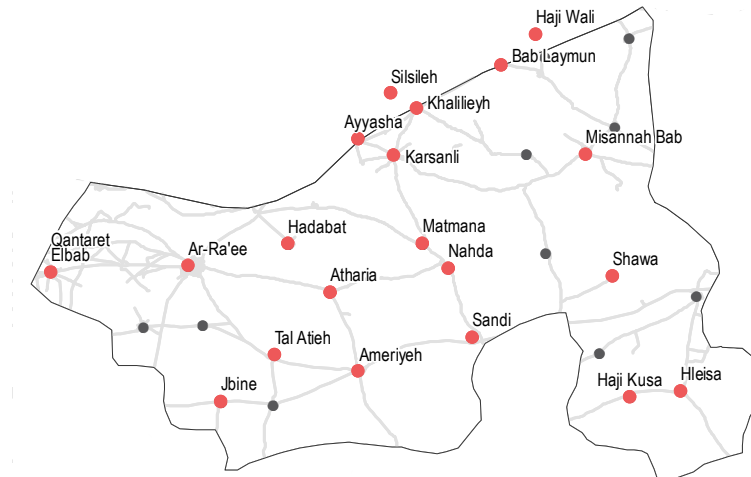 Haji Wali
Bab Laymun
Silsileh
Khalilieyh
Ayyasha
Karsanli
Misannah Bab
Hadabat
Matmana
Qantaret
Elbab
Ar-Ra'ee
Nahda
Shawa
Atharia
Sandi
Tal Atieh
Ameriyeh
Jbine
Haji Kusa
Hleisa